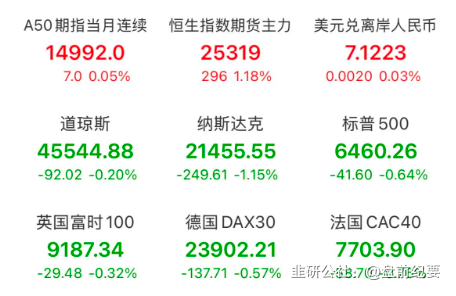 A50期指当月连续 恒生指数期货主力 美元兑离岸人民币
14992.0 25319 7.1223
7.0 0.05% 296 1.18% 0.0020 0.03%
道琼斯 纳斯达克 标普500
45544.88 21455.55 6460.26
-92.02 -0.20% -249.61 -1.15% -41.60 -0.64%
英国富时100 德国DAX30 法国CAC40
9187.34 23902.21 7703.90
-29.48 -0.32% -137.71 -0.57%
韭研公社 @盘前纪要